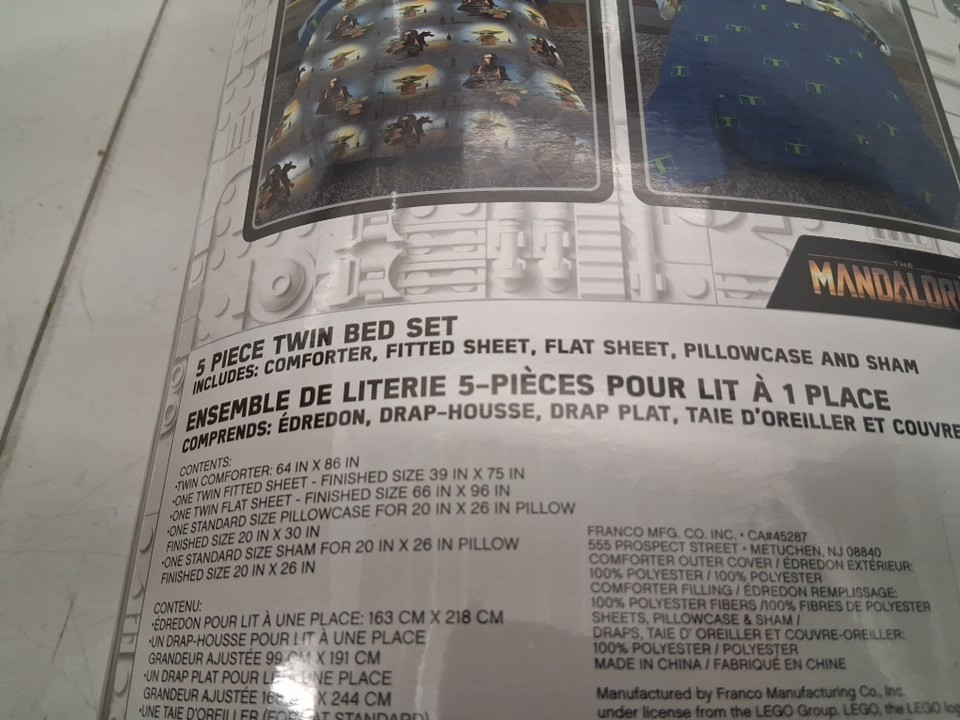 THE
5 PIECE TWIN BED SET
INCLUDES: COMFORTER, FITTED SHEET, FLAT SHEET, PILLOWCASE AND SHAM
ENSEMBLE DE LITERIE 5-PIÈCES POUR LIT À 1 PLACE
COMPRENDS: ÉDREDON, DRAP-HOUSSE, DRAP PLAT, TAIE D'OREILLER ET COUVRE
CONTENTS:
•TWIN COMFORTER: 64 IN X 86 IN
•ONE TWIN FITTED SHEET - FINISHED SIZE 39 IN X 75 IN
•ONE TWIN FLAT SHEET - FINISHED SIZE 66 IN X 96 IN
•ONE STANDARD SIZE PILLOWCASE FOR 20 IN X 26 IN PILLOW
FINISHED SIZE 20 IN X 30 IN
•ONE STANDARD SIZE SHAM FOR 20 IN X 26 IN PILLOW
FINISHED SIZE 20 IN X 26 IN
CONTENU:
•ÉDREDON POUR LIT À UNE PLACE: 163 CM X 218 CM
•UN DRAP-HOUSSE POUR LIT À UNE PLACE
GRANDEUR AJUSTÉE 99 CM X 191 CM
•UN DRAP PLAT POUR UNE PLACE
GRANDEUR AJUSTÉE X 244 CM
•UNE TAIE D'OREILLER STANDARD)
FRANCO MFG. CO. INC. • CA#45287
555 PROSPECT STREET • METUCHEN, NJ 08840
COMFORTER OUTER COVER / ÉDREDON EXTÉRIEUR:
100% POLYESTER / 100% POLYESTER
COMFORTER FILLING / ÉDREDON REMPLISSAGE:
100% POLYESTER FIBERS /100% FIBRES DE POLYESTER
SHEETS, PILLOWCASE & SHAM /
DRAPS, TAIE D' OREILLER ET COUVRE-OREILLER:
100% POLYESTER / POLYESTER
MADE IN CHINA / FABRIQUÉ EN CHINE
Manufactured by Franco Manufacturing Co., Inc.
under license from the LEGO Group. LEGO, the LEGO